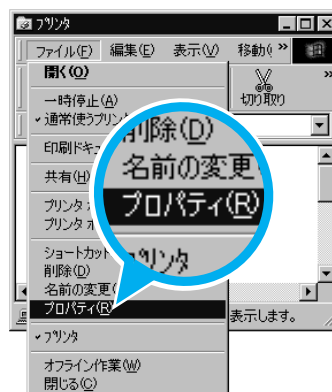 プリンタ
ファイル(F) 編集(E) 表示(V) 移動( »
開く(O)
切り取り
»
一時停止(A)
通常使うプリン
印刷ドキュ
共有(H)
プリンタ
プリンタ
ショートカッ
削除(D)
名前の変更(
プロパティ(R)
表示します。
プリンタ
オフライン作業(W)
閉じる(C)
削除(D)
名前の変更
プロパティ(R)
プリンタ